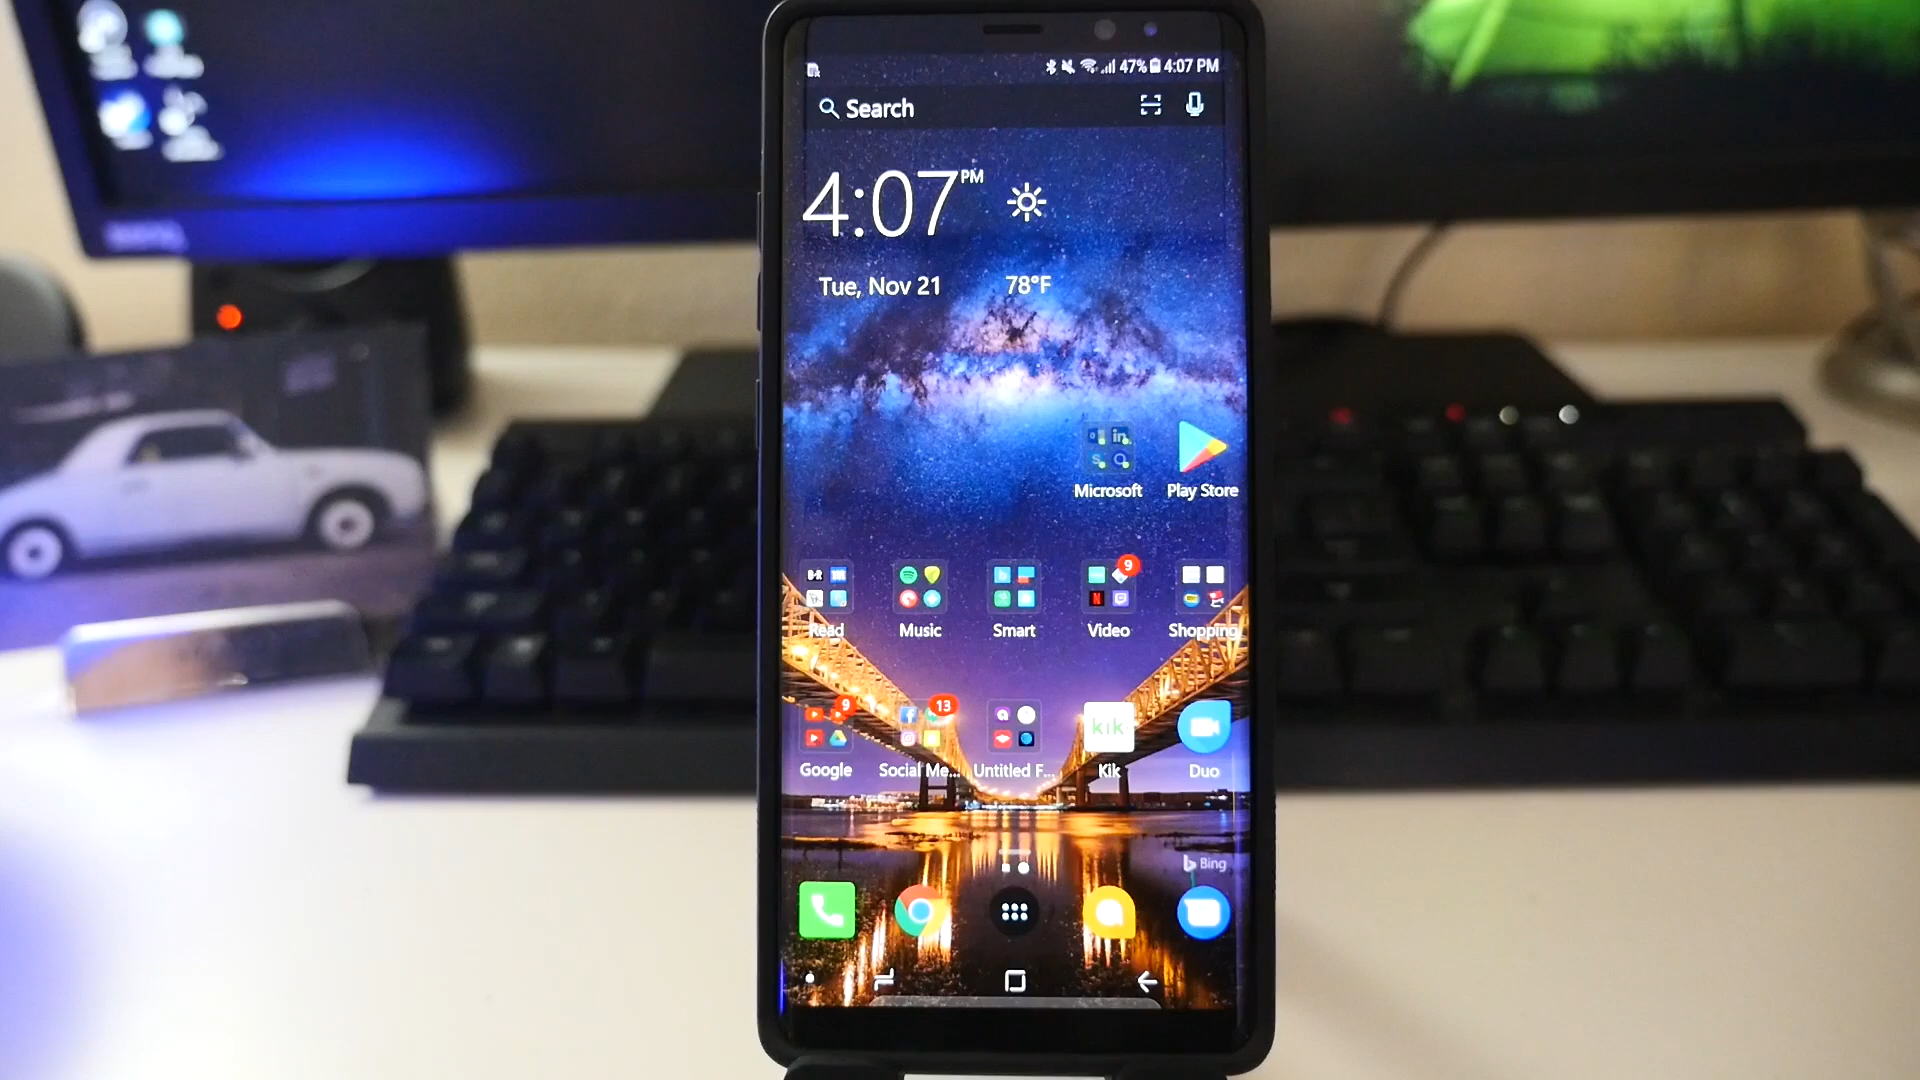 47% 4:07 PM
Search
4:07 PM
Tue, Nov 21 78°F
in
Microsoft Play Store
9
B/R
Read Music Smart Video Shopping
9 13
kik
Google Social Me... Untitled F... Kik Duo
Bing